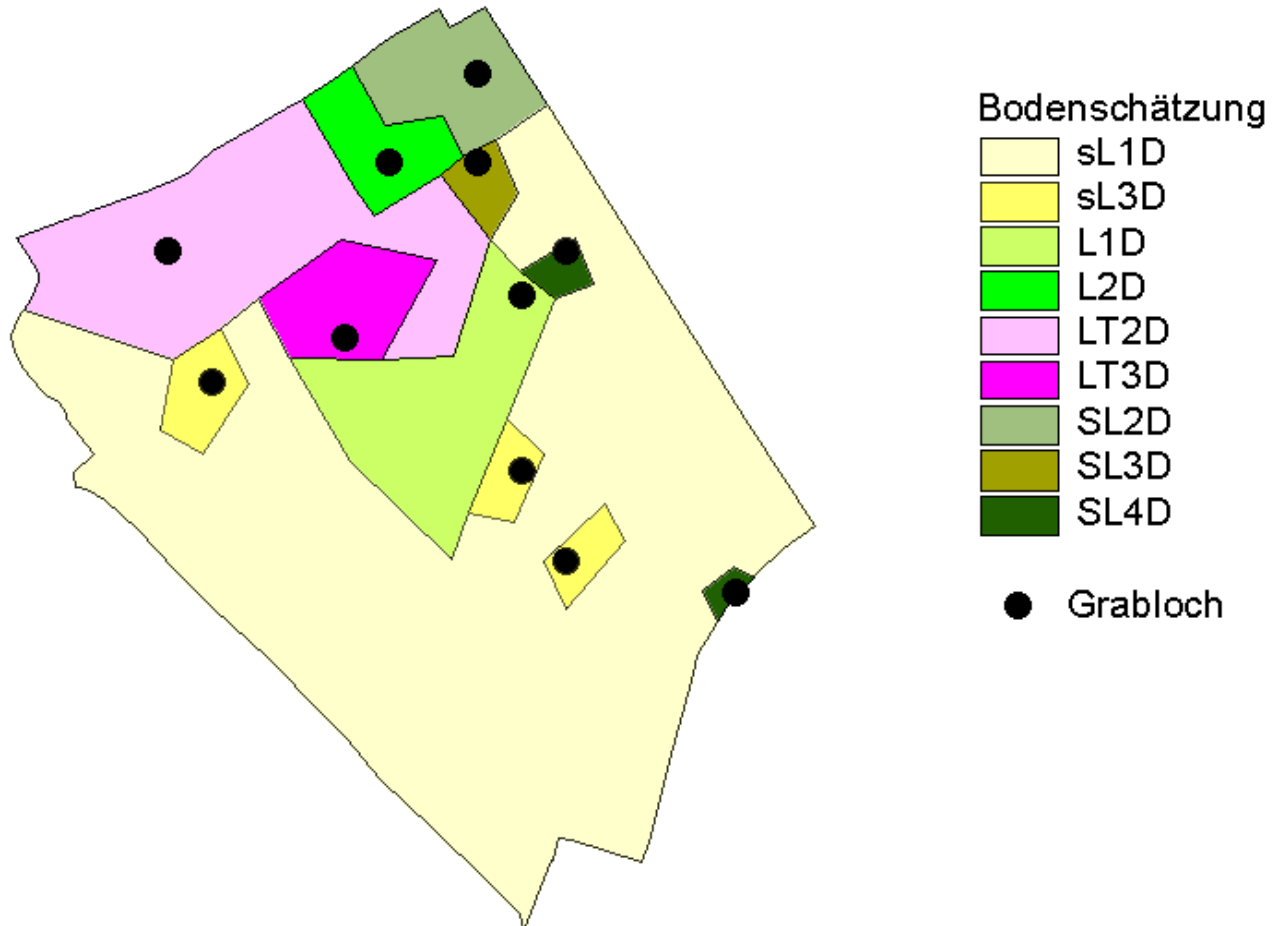 Bodenschätzung
sL1D
sL3D
L1D
L2D
LT2D
LT3D
SL2D
SL3D
SL4D
Grabloch